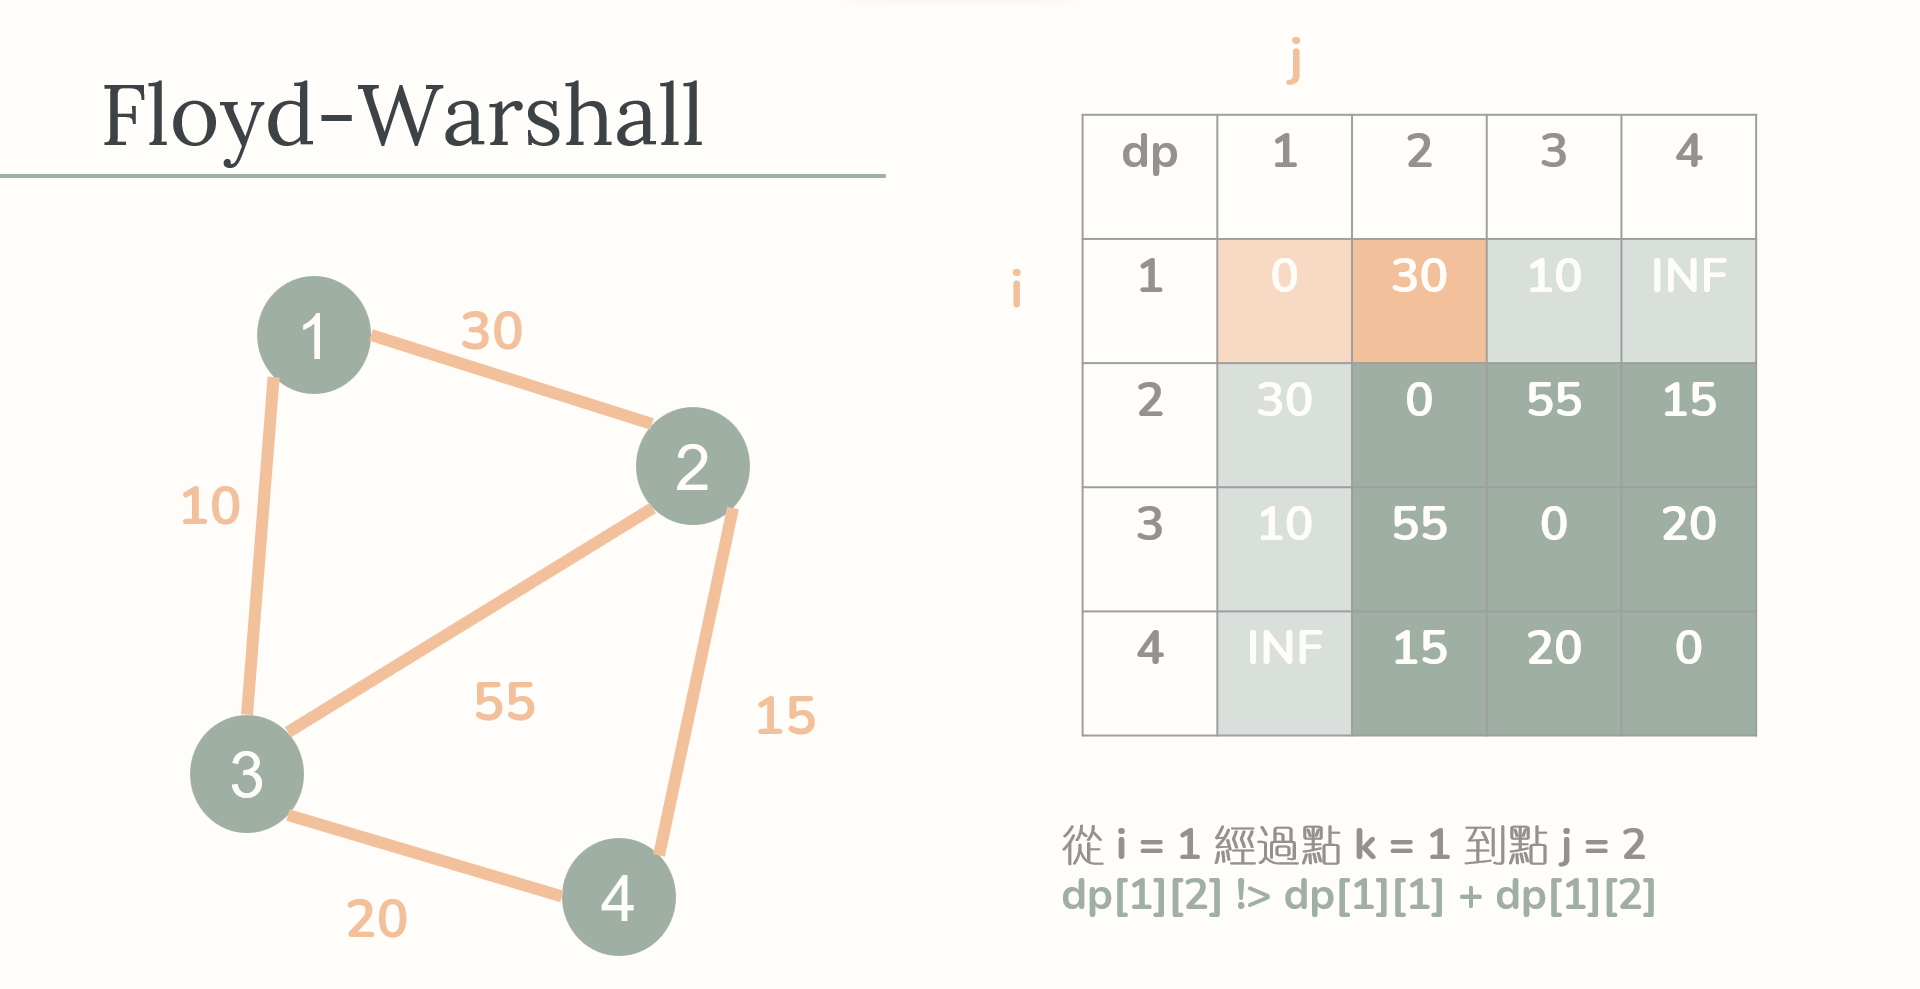 Floyd-Warshall
1
30
2
10
55
15
3
20
4
j
i
dp 1 2 3 4
1 0 30 10 INF
2 30 0 55 15
3 10 55 0 20
4 INF 15 20 0
從 i = 1 經過點 k = 1 到點 j = 2
dp[1][2] !> dp[1][1] + dp[1][2]